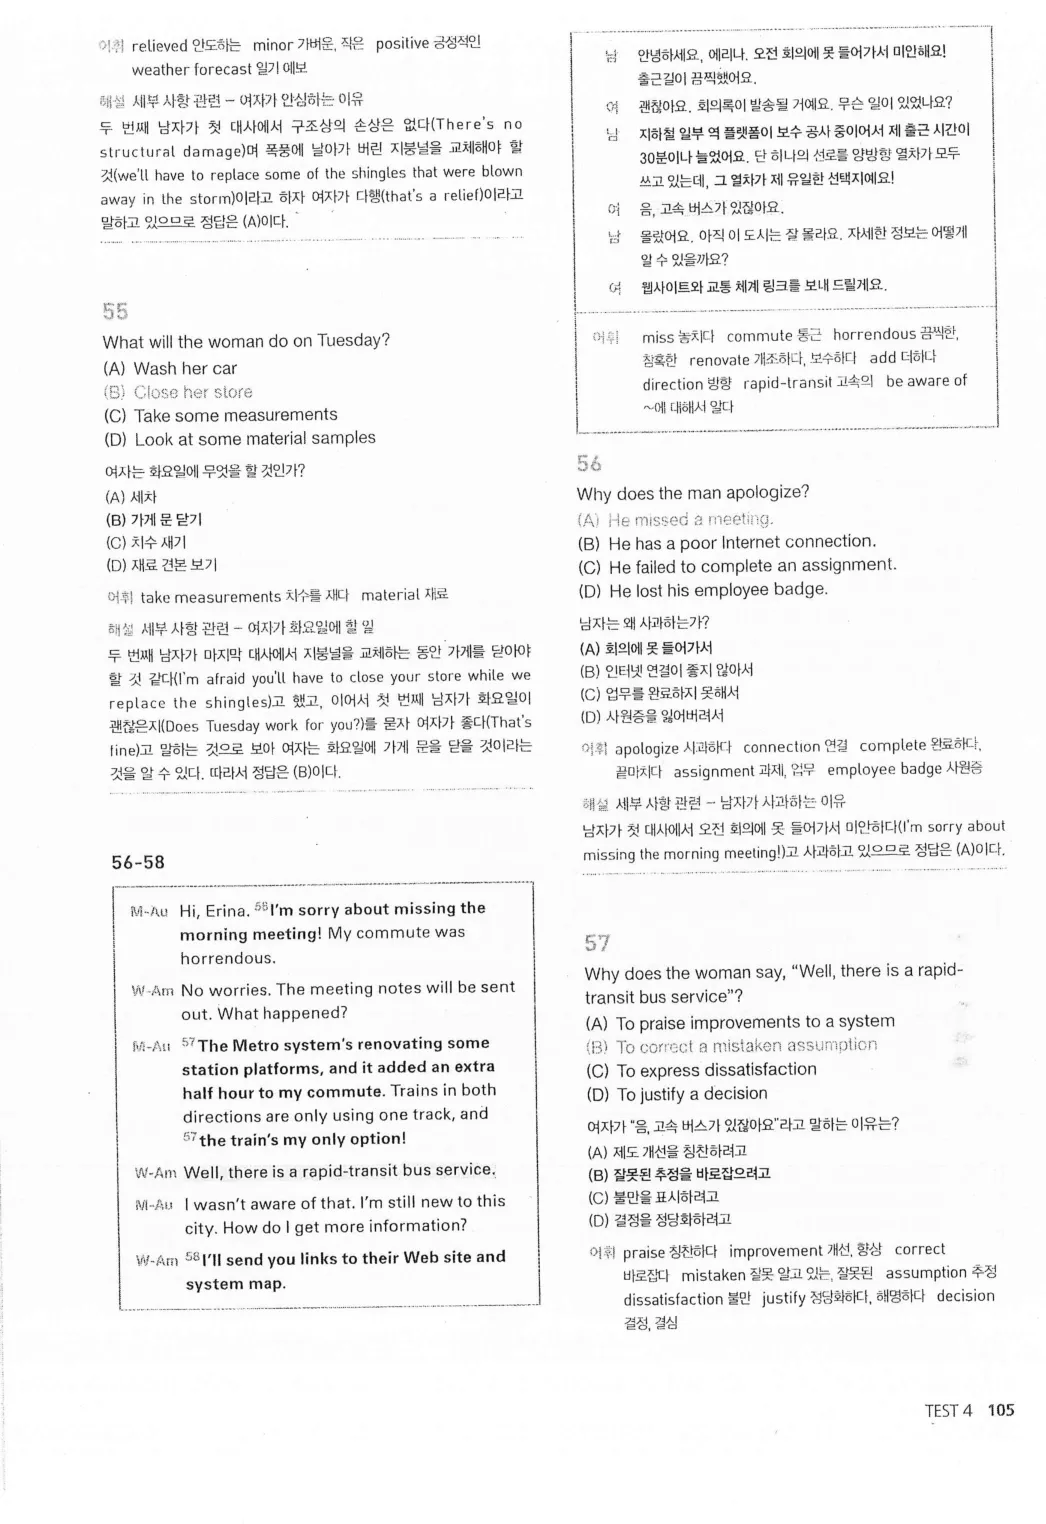 어휘 relieved 안도하는 minor 가벼운, 작은 positive 긍정적인
weather forecast 일기 예보
해설 세부 사항 관련 – 여자가 안심하는 이유
두 번째 남자가 첫 대사에서 구조상의 손상은 없다(There's no
structural damage)며 폭풍에 날아가 버린 지붕널을 교체해야 할
것(we'll have to replace some of the shingles that were blown
away in the storm)이라고 하자 여자가 다행(that's a relief)이라고
말하고 있으므로 정답은 (A)이다.
55
What will the woman do on Tuesday?
(A) Wash her car
(B) Close her store
(C) Take some measurements
(D) Look at some material samples
여자는 화요일에 무엇을 할 것인가?
(A) 세차
(B) 가게 문 닫기
(C) 치수 재기
(D) 재료 견본 보기
어휘 take measurements 치수를 재다 material 재료
해설 세부 사항 관련 – 여자가 화요일에 할 일
두 번째 남자가 마지막 대사에서 지붕널을 교체하는 동안 가게를 닫아야
할 것 같다(I'm afraid you'll have to close your store while we
replace the shingles)고 했고, 이어서 첫 번째 남자가 화요일이
괜찮은지(Does Tuesday work for you?)를 묻자 여자가 좋다(That's
fine)고 말하는 것으로 보아 여자는 화요일에 가게 문을 닫을 것이라는
것을 알 수 있다. 따라서 정답은 (B)이다.
56-58
M-Au Hi, Erina. 56I'm sorry about missing the
morning meeting! My commute was
horrendous.
W-Am No worries. The meeting notes will be sent
out. What happened?
M-Au 57The Metro system's renovating some
station platforms, and it added an extra
half hour to my commute. Trains in both
directions are only using one track, and
57the train's my only option!
W-Am Well, there is a rapid-transit bus service.
M-Au I wasn't aware of that. I'm still new to this
city. How do I get more information?
W-Am 58I'll send you links to their Web site and
system map.
남 안녕하세요, 에리나. 오전 회의에 못 들어가서 미안해요!
출근길이 끔찍했어요.
여 괜찮아요. 회의록이 발송될 거예요. 무슨 일이 있었나요?
남 지하철 일부 역 플랫폼이 보수 공사 중이어서 제 출근 시간이
30분이나 늘었어요. 단 하나의 선로를 양방향 열차가 모두
쓰고 있는데, 그 열차가 제 유일한 선택지예요!
여 음, 고속 버스가 있잖아요.
남 몰랐어요. 아직 이 도시는 잘 몰라요. 자세한 정보는 어떻게
알 수 있을까요?
여 웹사이트와 교통 체계 링크를 보내 드릴게요.
어휘 miss 놓치다 commute 통근 horrendous 끔찍한,
참혹한 renovate 개조하다, 보수하다 add 더하다
direction 방향 rapid-transit 고속의 be aware of
~에 대해서 알다
56
Why does the man apologize?
(A) He missed a meeting.
(B) He has a poor Internet connection.
(C) He failed to complete an assignment.
(D) He lost his employee badge.
남자는 왜 사과하는가?
(A) 회의에 못 들어가서
(B) 인터넷 연결이 좋지 않아서
(C) 업무를 완료하지 못해서
(D) 사원증을 잃어버려서
어휘 apologize 사과하다 connection 연결 complete 완료하다,
끝마치다 assignment 과제, 업무 employee badge 사원증
해설 세부 사항 관련 – 남자가 사과하는 이유
남자가 첫 대사에서 오전 회의에 못 들어가서 미안하다(I'm sorry about
missing the morning meeting!)고 사과하고 있으므로 정답은 (A)이다.
57
Why does the woman say, “Well, there is a rapid-
transit bus service”?
(A) To praise improvements to a system
(B) To correct a mistaken assumption
(C) To express dissatisfaction
(D) To justify a decision
여자가 “음, 고속 버스가 있잖아요”라고 말하는 이유는?
(A) 제도 개선을 칭찬하려고
(B) 잘못된 추정을 바로잡으려고
(C) 불만을 표시하려고
(D) 결정을 정당화하려고
어휘 praise 칭찬하다 improvement 개선, 향상 correct
바로잡다 mistaken 잘못 알고 있는, 잘못된 assumption 추정
dissatisfaction 불만 justify 정당화하다, 해명하다 decision
결정, 결심
TEST 4 105